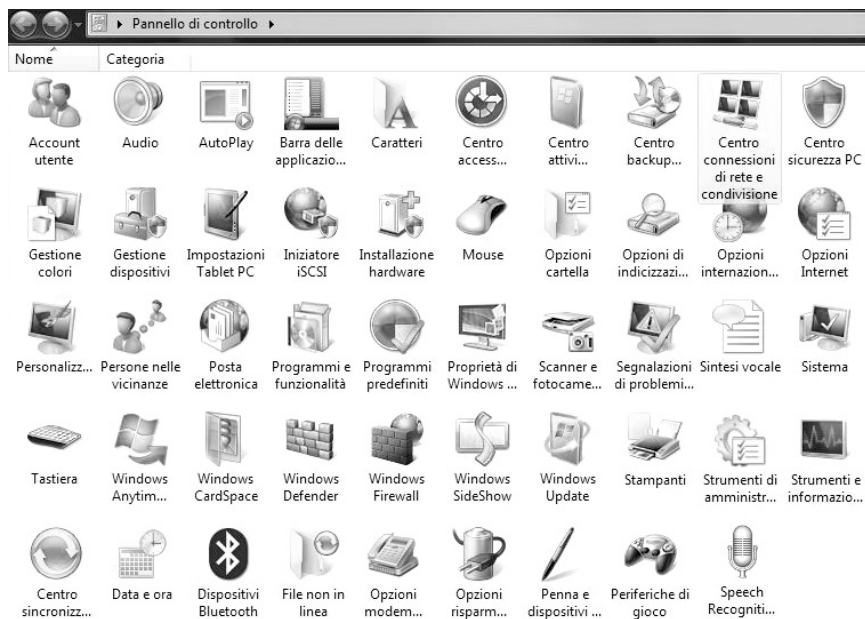 Pannello di controllo
Nome Categoria
Account utente
Audio
AutoPlay
Barra delle applicazio...
Caratteri
Centro access...
Centro attivi...
Centro backup...
Centro connessioni di rete e condivisione
Centro sicurezza PC
Gestione colori
Gestione dispositivi
Impostazioni Tablet PC
Iniziatore iSCSI
Installazione hardware
Mouse
Opzioni cartella
Opzioni di indicizzazi...
Opzioni internazion...
Opzioni Internet
Personalizz...
Persone nelle vicinanze
Posta elettronica
Programmi e funzionalità
Programmi predefiniti
Proprietà di Windows ...
Scanner e fotocame...
Segnalazioni di problemi...
Sintesi vocale
Sistema
Tastiera
Windows Anytim...
Windows CardSpace
Windows Defender
Windows Firewall
Windows SideShow
Windows Update
Stampanti
Strumenti di amministr...
Strumenti e informazio...
Centro sincronizz...
Data e ora
Dispositivi Bluetooth
File non in linea
Opzioni modem...
Opzioni risparm...
Penna e dispositivi ...
Periferiche di gioco
Speech Recogniti...